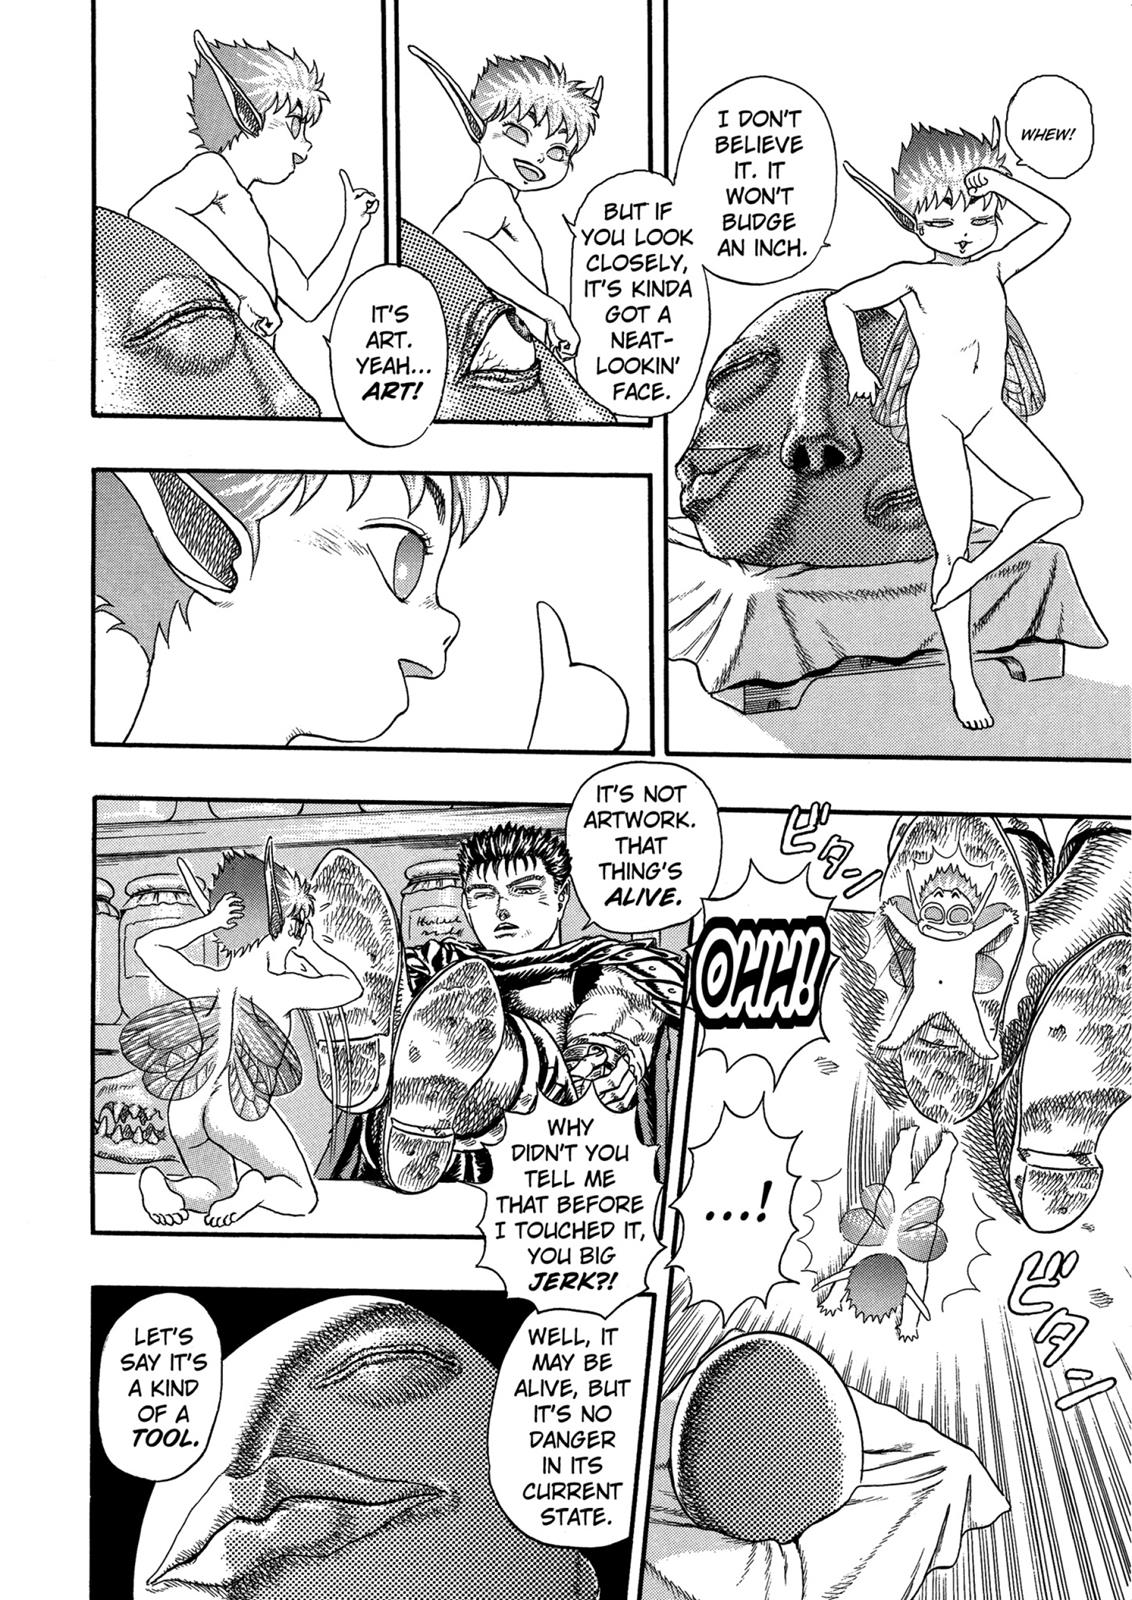 WHEW!
I DON'T
BELIEVE
IT. IT
WON'T
BUDGE
AN INCH.
BUT IF
YOU LOOK
CLOSELY,
IT'S KINDA
GOT A
NEAT-
LOOKIN'
FACE.
IT'S
ART.
YEAH...
ART!
ビタン
OHH!!
...!
ビタン
IT'S NOT
ARTWORK.
THAT
THING'S
ALIVE.
WHY
DIDN'T YOU
TELL ME
THAT BEFORE
I TOUCHED IT,
YOU BIG
JERK?!
WELL, IT
MAY BE
ALIVE, BUT
IT'S NO
DANGER
IN ITS
CURRENT
STATE.
LET'S
SAY IT'S
A KIND
OF A
TOOL.